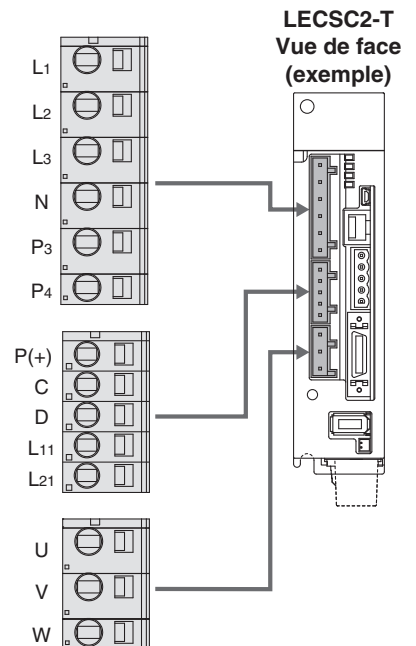 LECSC2-T
Vue de face
(exemple)
L1
L2
L3
N
P3
P4
P(+)
C
D
L11
L21
U
V
W